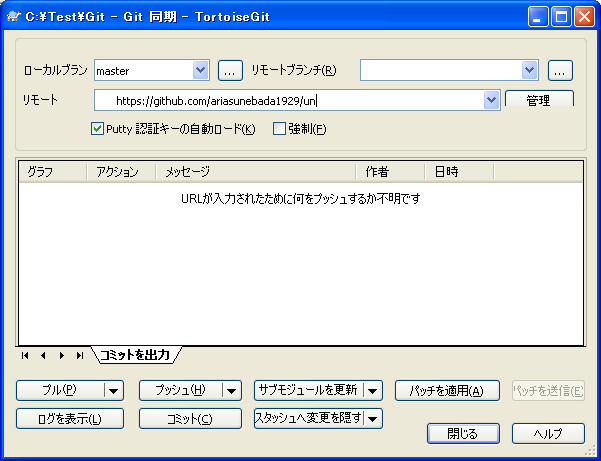 C:¥Test¥Git - Git 同期 - TortoiseGit
ローカルブラン master ... リモートブランチ(R) ...
リモート https://github.com/ariasunebada1929/un 管理
Putty 認証キーの自動ロード(K) 強制(F)
グラフ アクション メッセージ 作者 日時
URLが入力されたために何をプッシュするか不明です
コミットを出力
プル(P) プッシュ(H) サブモジュールを更新 パッチを適用(A) パッチを送信(E)
ログを表示(L) コミット(C) スタッシュへ変更を隠す
閉じる ヘルプ